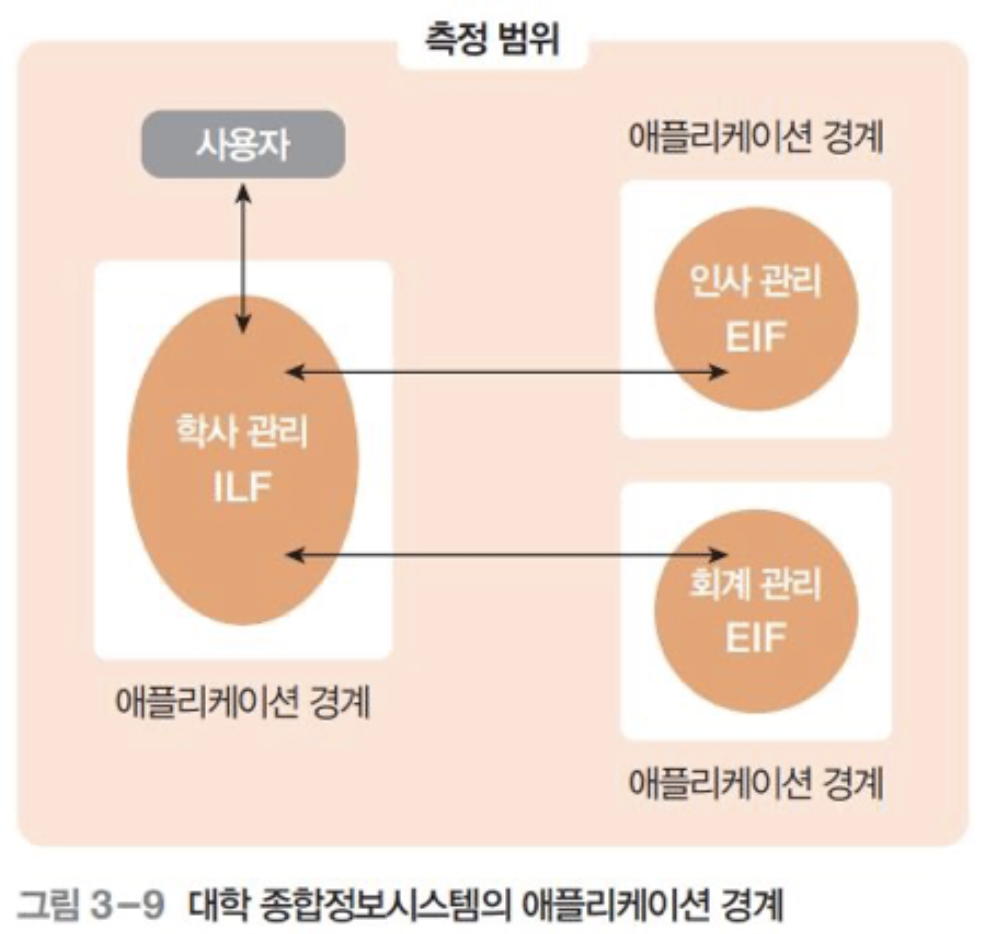 측정 범위
사용자
애플리케이션 경계
인사 관리
EIF
학사 관리
ILF
회계 관리
EIF
애플리케이션 경계
애플리케이션 경계
그림 3-9 대학 종합정보시스템의 애플리케이션 경계